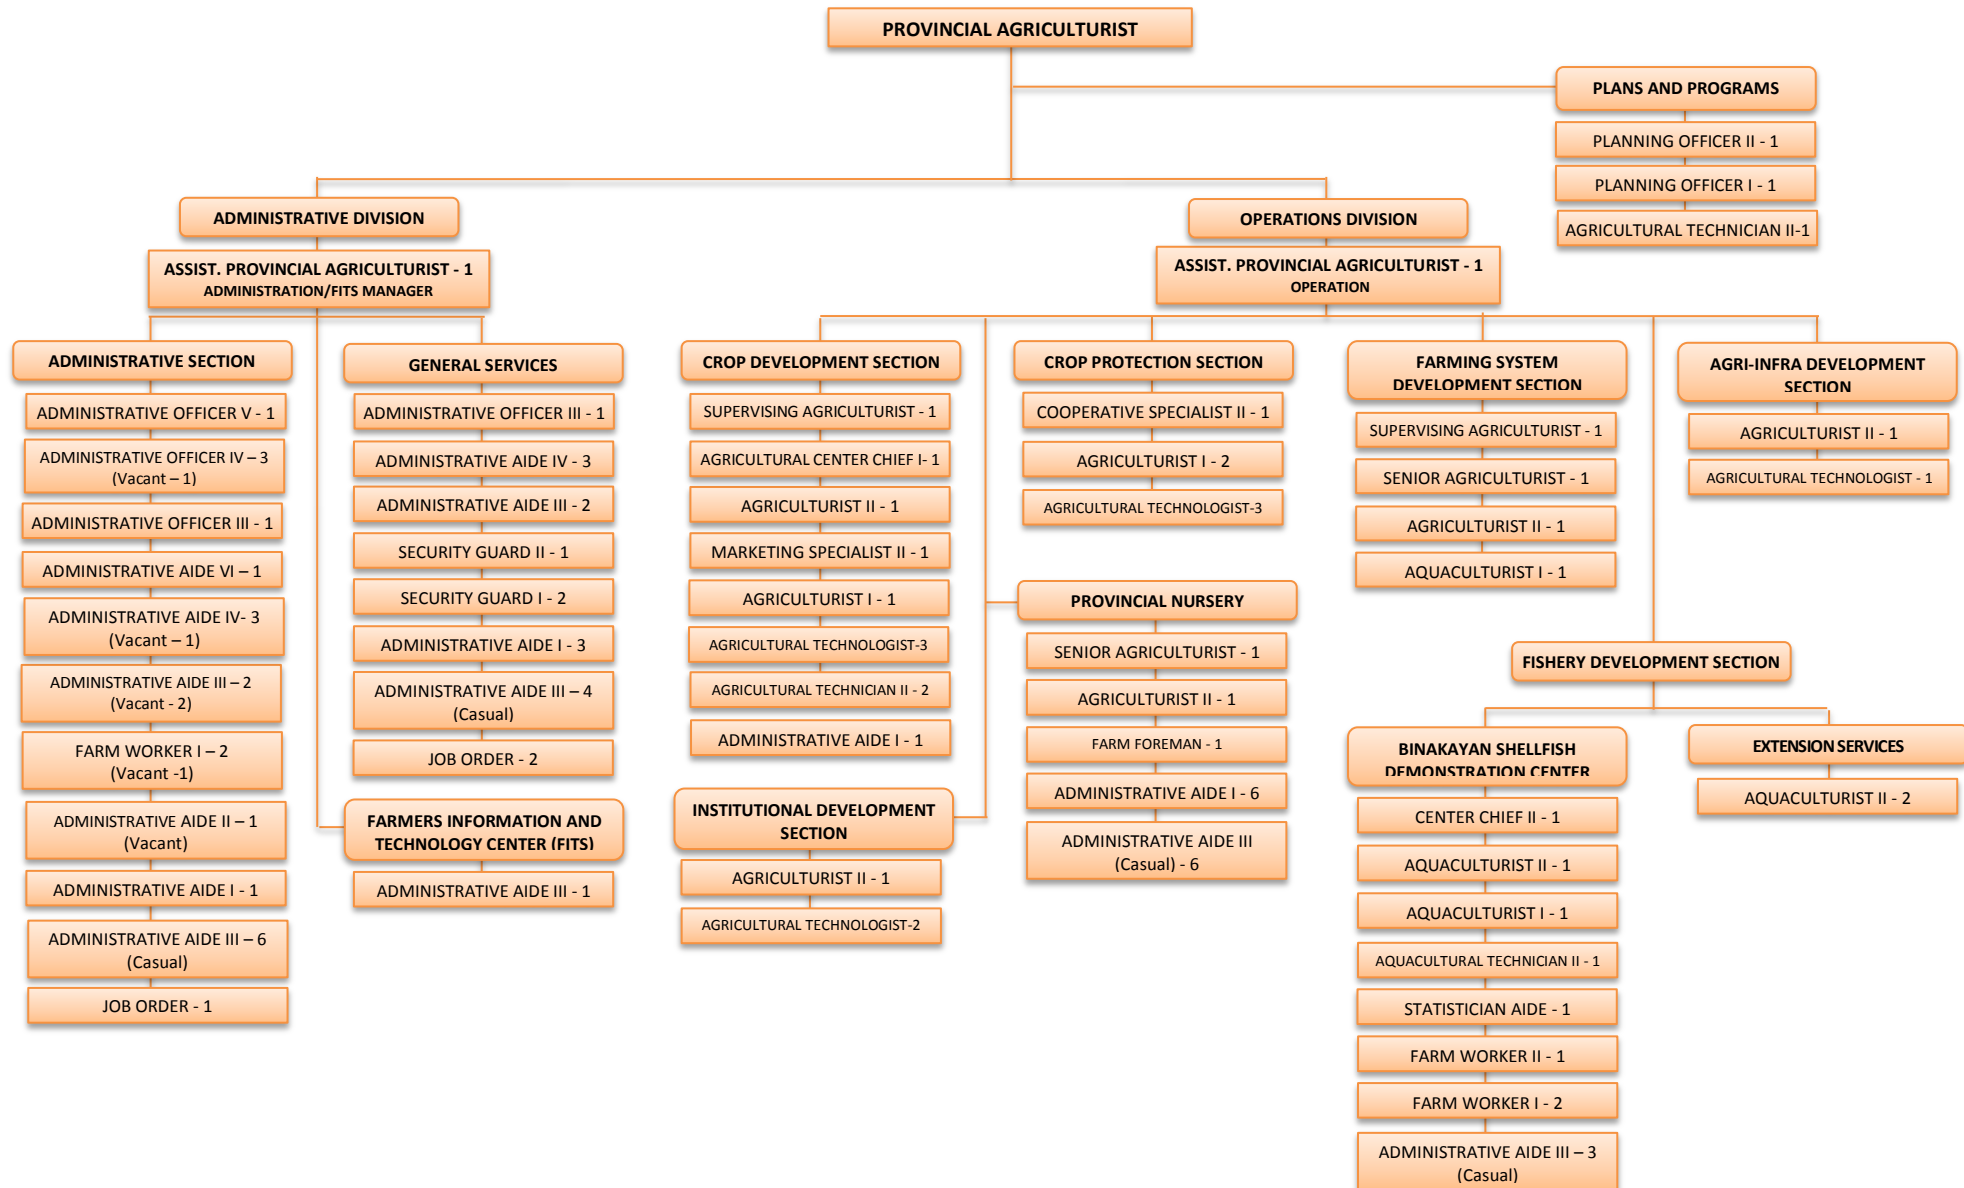 PROVINCIAL AGRICULTURIST
PLANS AND PROGRAMS
PLANNING OFFICER II - 1
PLANNING OFFICER I - 1
AGRICULTURAL TECHNICIAN II-1
ADMINISTRATIVE DIVISION
ASSIST. PROVINCIAL AGRICULTURIST - 1
ADMINISTRATION/FITS MANAGER
ADMINISTRATIVE SECTION
ADMINISTRATIVE OFFICER V - 1
ADMINISTRATIVE OFFICER IV – 3
(Vacant – 1)
ADMINISTRATIVE OFFICER III - 1
ADMINISTRATIVE AIDE VI – 1
ADMINISTRATIVE AIDE IV- 3
(Vacant – 1)
ADMINISTRATIVE AIDE III – 2
(Vacant - 2)
FARM WORKER I – 2
(Vacant -1)
ADMINISTRATIVE AIDE II – 1
(Vacant)
ADMINISTRATIVE AIDE I - 1
ADMINISTRATIVE AIDE III – 6
(Casual)
JOB ORDER - 1
GENERAL SERVICES
ADMINISTRATIVE OFFICER III - 1
ADMINISTRATIVE AIDE IV - 3
ADMINISTRATIVE AIDE III - 2
SECURITY GUARD II - 1
SECURITY GUARD I - 2
ADMINISTRATIVE AIDE I - 3
ADMINISTRATIVE AIDE III – 4
(Casual)
JOB ORDER - 2
FARMERS INFORMATION AND
TECHNOLOGY CENTER (FITS)
ADMINISTRATIVE AIDE III - 1
OPERATIONS DIVISION
ASSIST. PROVINCIAL AGRICULTURIST - 1
OPERATION
CROP DEVELOPMENT SECTION
SUPERVISING AGRICULTURIST - 1
AGRICULTURAL CENTER CHIEF I- 1
AGRICULTURIST II - 1
MARKETING SPECIALIST II - 1
AGRICULTURIST I - 1
AGRICULTURAL TECHNOLOGIST-3
AGRICULTURAL TECHNICIAN II - 2
ADMINISTRATIVE AIDE I - 1
INSTITUTIONAL DEVELOPMENT
SECTION
AGRICULTURIST II - 1
AGRICULTURAL TECHNOLOGIST-2
CROP PROTECTION SECTION
COOPERATIVE SPECIALIST II - 1
AGRICULTURIST I - 2
AGRICULTURAL TECHNOLOGIST-3
PROVINCIAL NURSERY
SENIOR AGRICULTURIST - 1
AGRICULTURIST II - 1
FARM FOREMAN - 1
ADMINISTRATIVE AIDE I - 6
ADMINISTRATIVE AIDE III
(Casual) - 6
FARMING SYSTEM
DEVELOPMENT SECTION
SUPERVISING AGRICULTURIST - 1
SENIOR AGRICULTURIST - 1
AGRICULTURIST II - 1
AQUACULTURIST I - 1
AGRI-INFRA DEVELOPMENT
SECTION
AGRICULTURIST II - 1
AGRICULTURAL TECHNOLOGIST - 1
FISHERY DEVELOPMENT SECTION
BINAKAYAN SHELLFISH
DEMONSTRATION CENTER
CENTER CHIEF II - 1
AQUACULTURIST II - 1
AQUACULTURIST I - 1
AQUACULTURAL TECHNICIAN II - 1
STATISTICIAN AIDE - 1
FARM WORKER II - 1
FARM WORKER I - 2
ADMINISTRATIVE AIDE III – 3
(Casual)
EXTENSION SERVICES
AQUACULTURIST II - 2